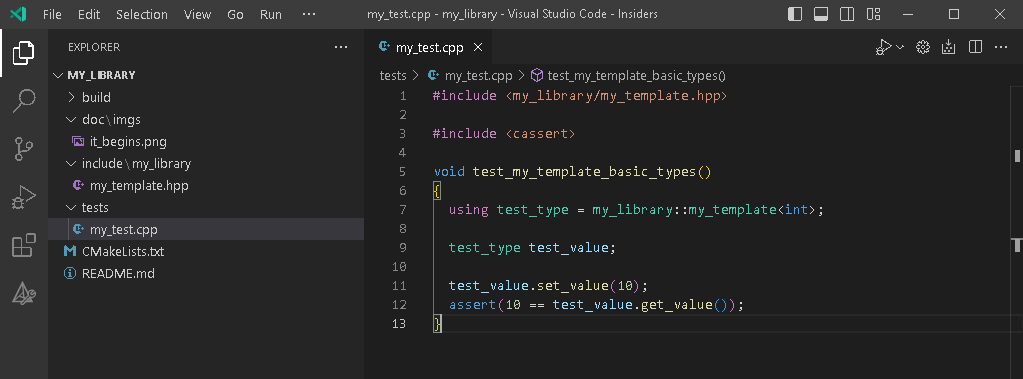 File Edit Selection View Go Run ··· my_test.cpp - my_library - Visual Studio Code - Insiders
EXPLORER ···
MY_LIBRARY
build
doc\imgs
it_begins.png
include\my_library
my_template.hpp
tests
my_test.cpp
CMakeLists.txt
README.md
my_test.cpp
tests > my_test.cpp > test_my_template_basic_types()
1 #include <my_library/my_template.hpp>
2
3 #include <cassert>
4
5 void test_my_template_basic_types()
6 {
7 using test_type = my_library::my_template<int>;
8
9 test_type test_value;
10
11 test_value.set_value(10);
12 assert(10 == test_value.get_value());
13 }